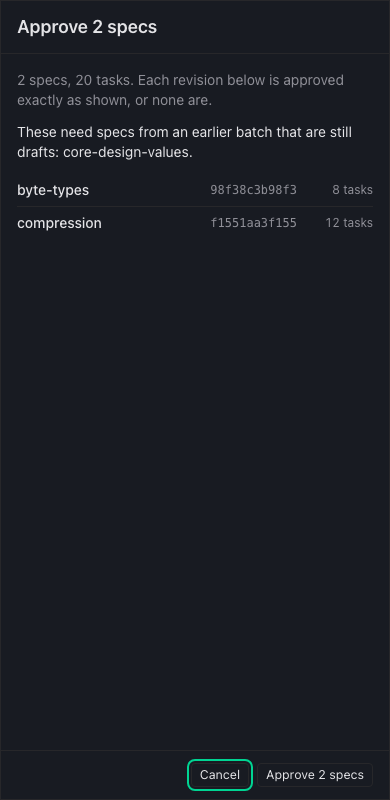 Approve 2 specs
2 specs, 20 tasks. Each revision below is approved
exactly as shown, or none are.
These need specs from an earlier batch that are still
drafts: core-design-values.
byte-types 98f38c3b98f3 8 tasks
compression f1551aa3f155 12 tasks
Cancel Approve 2 specs